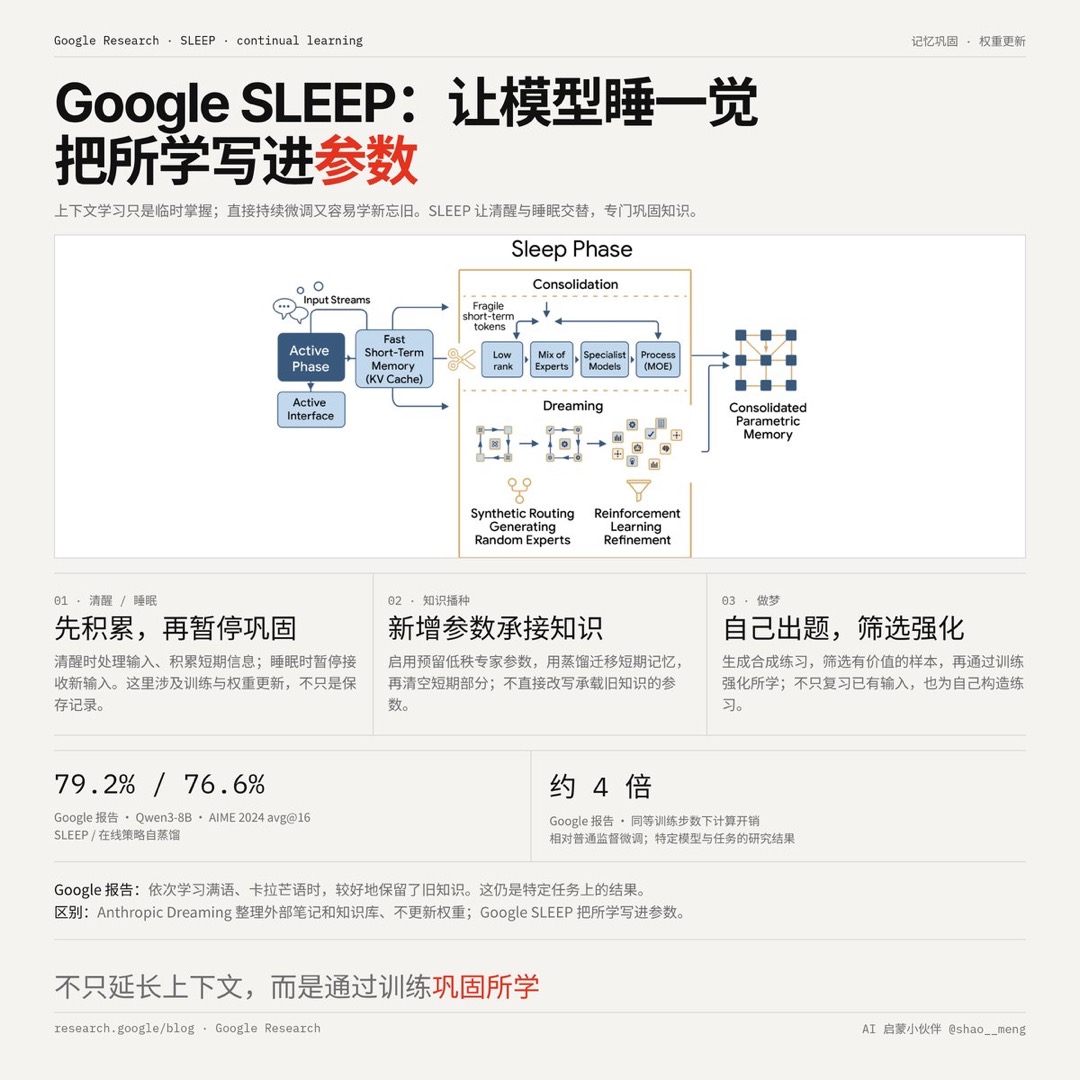 Google Research · SLEEP · continual learning
记忆巩固 · 权重更新
Google SLEEP：让模型睡一觉
把所学写进参数
上下文学习只是临时掌握；直接持续微调又容易学新忘旧。SLEEP 让清醒与睡眠交替，专门巩固知识。
Sleep Phase
Input Streams
Active
Phase
Active
Interface
Fast
Short-Term
Memory
(KV Cache)
Consolidation
Fragile
short-term
tokens
Low
rank
Mix of
Experts
Specialist
Models
Process
(MOE)
Dreaming
Synthetic Routing
Generating
Random Experts
Reinforcement
Learning
Refinement
Consolidated
Parametric
Memory
01 · 清醒 / 睡眠
先积累，再暂停巩固
清醒时处理输入、积累短期信息；睡眠时暂停接
收新输入。这里涉及训练与权重更新，不只是保
存记录。
02 · 知识播种
新增参数承接知识
启用预留低秩专家参数，用蒸馏迁移短期记忆，
再清空短期部分；不直接改写承载旧知识的参
数。
03 · 做梦
自己出题，筛选强化
生成合成练习，筛选有价值的样本，再通过训练
强化所学；不只复习已有输入，也为自己构造练
习。
79.2% / 76.6%
Google 报告 · Qwen3-8B · AIME 2024 avg@16
SLEEP / 在线策略自蒸馏
约 4 倍
Google 报告 · 同等训练步数下计算开销
相对普通监督微调；特定模型与任务的研究结果
Google 报告：依次学习满语、卡拉芒语时，较好地保留了旧知识。这仍是特定任务上的结果。
区别：Anthropic Dreaming 整理外部笔记和知识库、不更新权重；Google SLEEP 把所学写进参数。
不只延长上下文，而是通过训练巩固所学
research.google/blog · Google Research
AI 启蒙小伙伴 @shao__meng